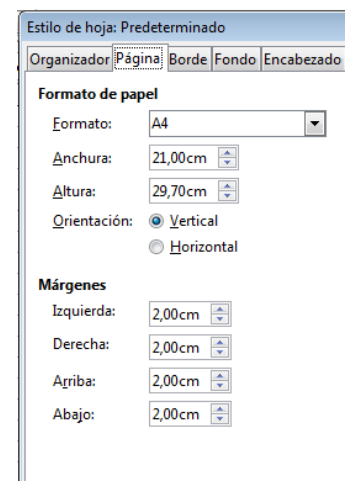 Estilo de hoja: Predeterminado
Organizador Página Borde Fondo Encabezado
Formato de papel
Formato: A4
Anchura: 21,00cm
Altura: 29,70cm
Orientación: Vertical
Horizontal
Márgenes
Izquierda: 2,00cm
Derecha: 2,00cm
Arriba: 2,00cm
Abajo: 2,00cm